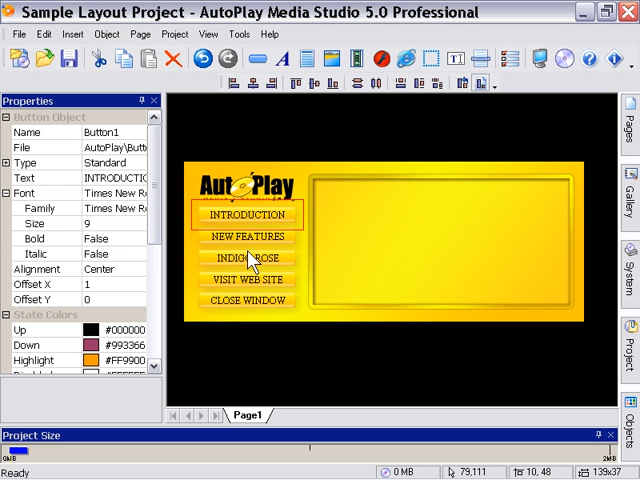 Sample Layout Project - AutoPlay Media Studio 5.0 Professional
File Edit Insert Object Page Project View Tools Help
Properties
Button Object
Name Button1
File AutoPlay\Butt
Type Standard
Text INTRODUCTIO
Font Times New Ro
Family Times New Ro
Size 9
Bold False
Italic False
Alignment Center
Offset X 1
Offset Y 0
State Colors
Up #000000
Down #993366
Highlight #FF9900
AutoPlay
INTRODUCTION
NEW FEATURES
INDIGO ROSE
VISIT WEB SITE
CLOSE WINDOW
Pages
Gallery
System
Project
Objects
Page1
Project Size
0MB 2MB
Ready 0 MB 79,111 10, 48 139x37